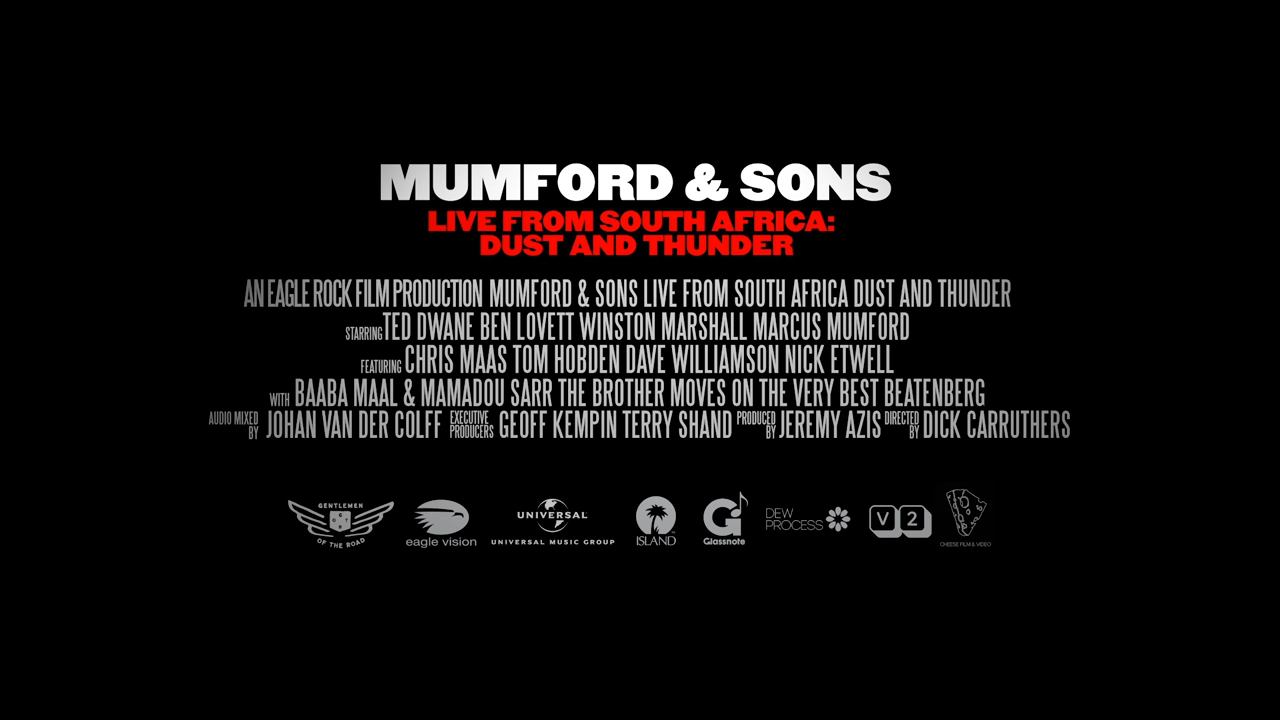 MUMFORD & SONS
LIVE FROM SOUTH AFRICA:
DUST AND THUNDER
AN EAGLE ROCK FILM PRODUCTION MUMFORD & SONS LIVE FROM SOUTH AFRICA DUST AND THUNDER
STARRING TED DWANE BEN LOVETT WINSTON MARSHALL MARCUS MUMFORD
FEATURING CHRIS MAAS TOM HOBDEN DAVE WILLIAMSON NICK ETWELL
WITH BAABA MAAL & MAMADOU SARR THE BROTHER MOVES ON THE VERY BEST BEATENBERG
AUDIO MIXED BY JOHAN VAN DER COLFF EXECUTIVE PRODUCERS GEOFF KEMPIN TERRY SHAND PRODUCED BY JEREMY AZIS DIRECTED BY DICK CARRUTHERS
GENTLEMEN
OF THE ROAD
eagle vision
UNIVERSAL
UNIVERSAL MUSIC GROUP
ISLAND
Glassnote
DEW
PROCESS
V2
CHEESE FILM & VIDEO